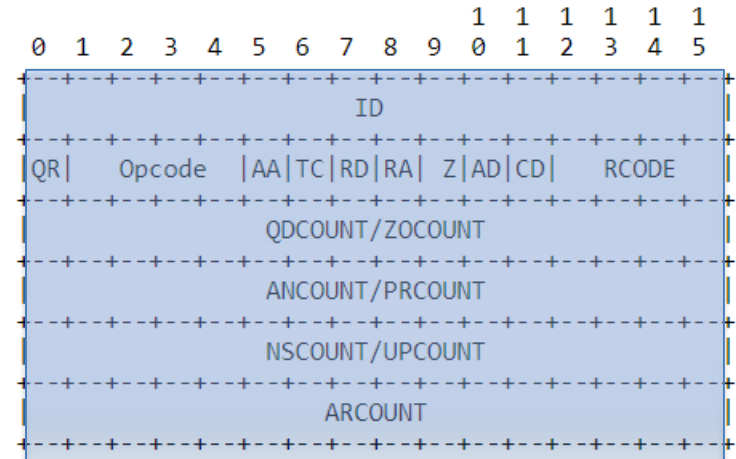 1  1  1  1  1  1
  0  1  2  3  4  5  6  7  8  9  0  1  2  3  4  5
+--+--+--+--+--+--+--+--+--+--+--+--+--+--+--+--+
|                      ID                       |
+--+--+--+--+--+--+--+--+--+--+--+--+--+--+--+--+
|QR|   Opcode  |AA|TC|RD|RA| Z|AD|CD|   RCODE   |
+--+--+--+--+--+--+--+--+--+--+--+--+--+--+--+--+
|                QDCOUNT/ZOCOUNT                |
+--+--+--+--+--+--+--+--+--+--+--+--+--+--+--+--+
|                ANCOUNT/PRCOUNT                |
+--+--+--+--+--+--+--+--+--+--+--+--+--+--+--+--+
|                NSCOUNT/UPCOUNT                |
+--+--+--+--+--+--+--+--+--+--+--+--+--+--+--+--+
|                    ARCOUNT                    |
+--+--+--+--+--+--+--+--+--+--+--+--+--+--+--+--+